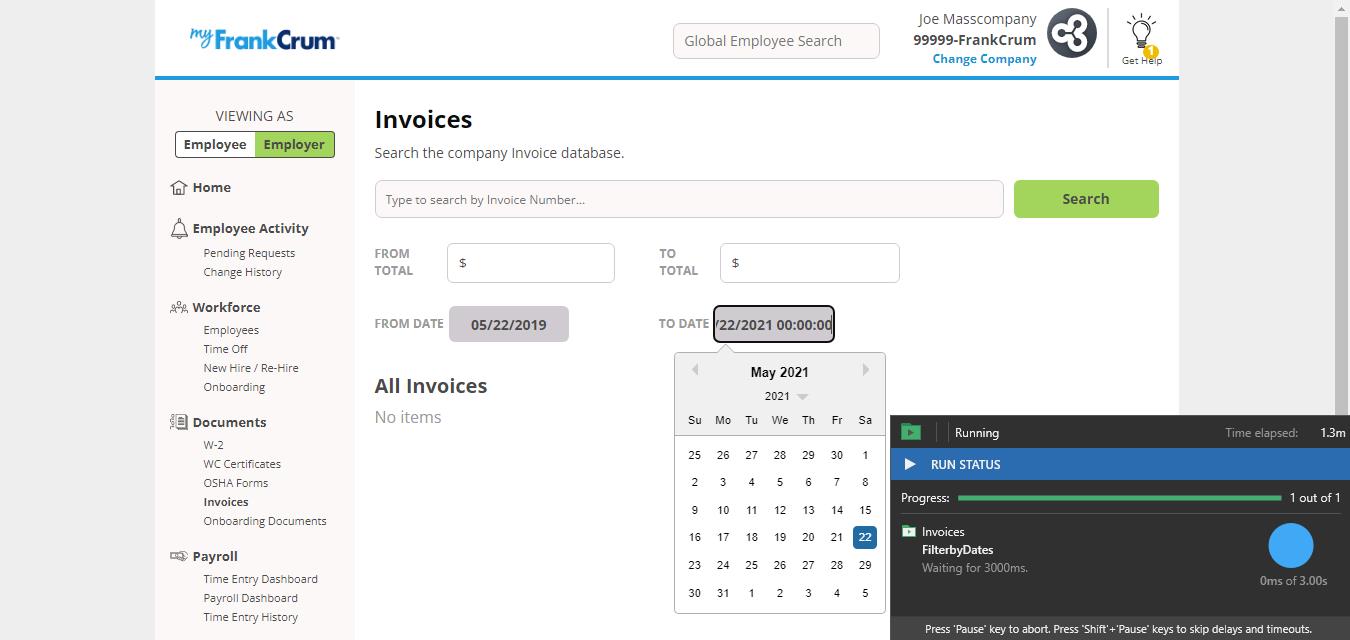 myFrankCrum
Global Employee Search
Joe Masscompany
99999-FrankCrum
Change Company
1
Get Help
VIEWING AS
Employee Employer
Home
Employee Activity
Pending Requests
Change History
Workforce
Employees
Time Off
New Hire / Re-Hire
Onboarding
Documents
W-2
WC Certificates
OSHA Forms
Invoices
Onboarding Documents
Payroll
Time Entry Dashboard
Payroll Dashboard
Time Entry History
Invoices
Search the company Invoice database.
Type to search by Invoice Number...
Search
FROM TOTAL
$
TO TOTAL
$
FROM DATE
05/22/2019
TO DATE
/22/2021 00:00:00
May 2021
2021
Su Mo Tu We Th Fr Sa
25 26 27 28 29 30 1
2 3 4 5 6 7 8
9 10 11 12 13 14 15
16 17 18 19 20 21 22
23 24 25 26 27 28 29
30 31 1 2 3 4 5
All Invoices
No items
Running
Time elapsed: 1.3m
RUN STATUS
Progress: 1 out of 1
Invoices
FilterbyDates
Waiting for 3000ms.
0ms of 3.00s
Press 'Pause' key to abort. Press 'Shift'+'Pause' keys to skip delays and timeouts.